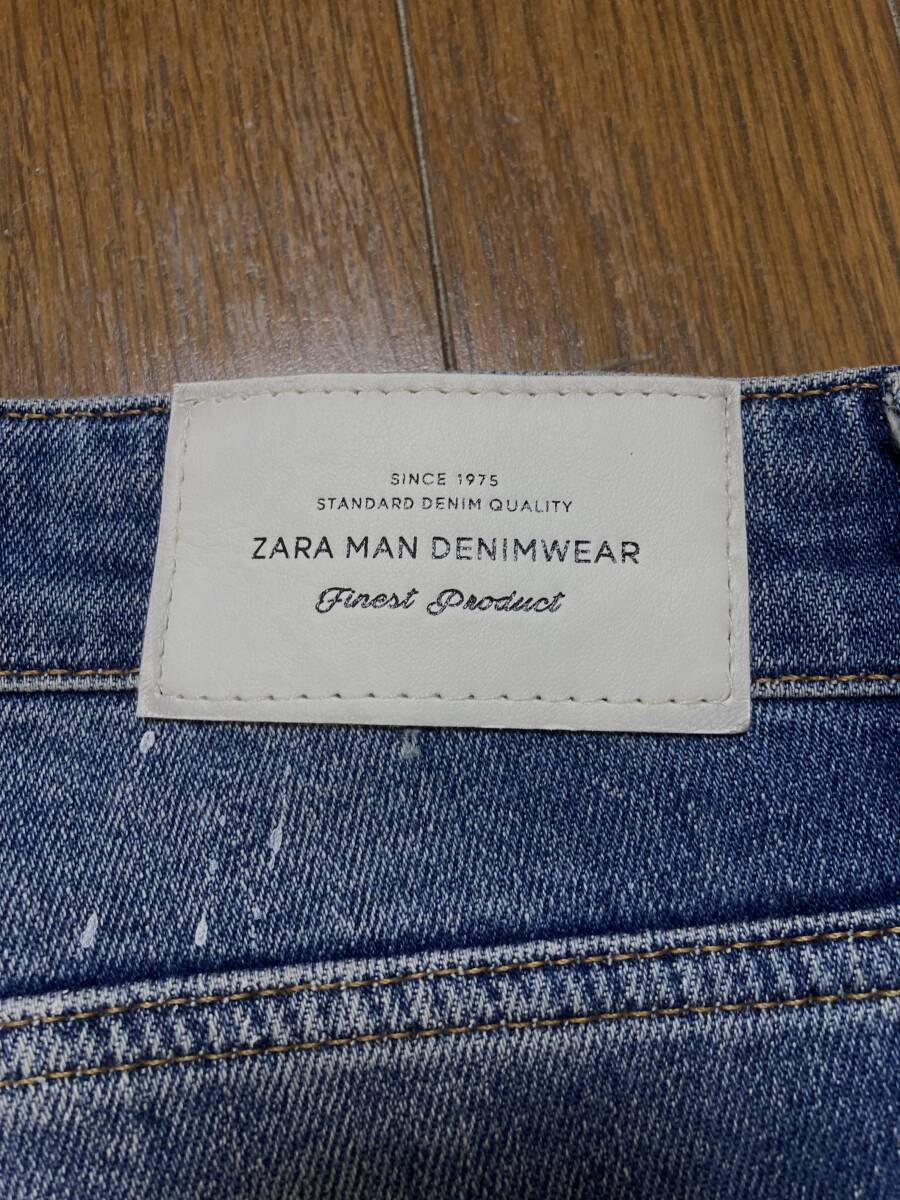 SINCE 1975
STANDARD DENIM QUALITY
ZARA MAN DENIMWEAR
Finest Product